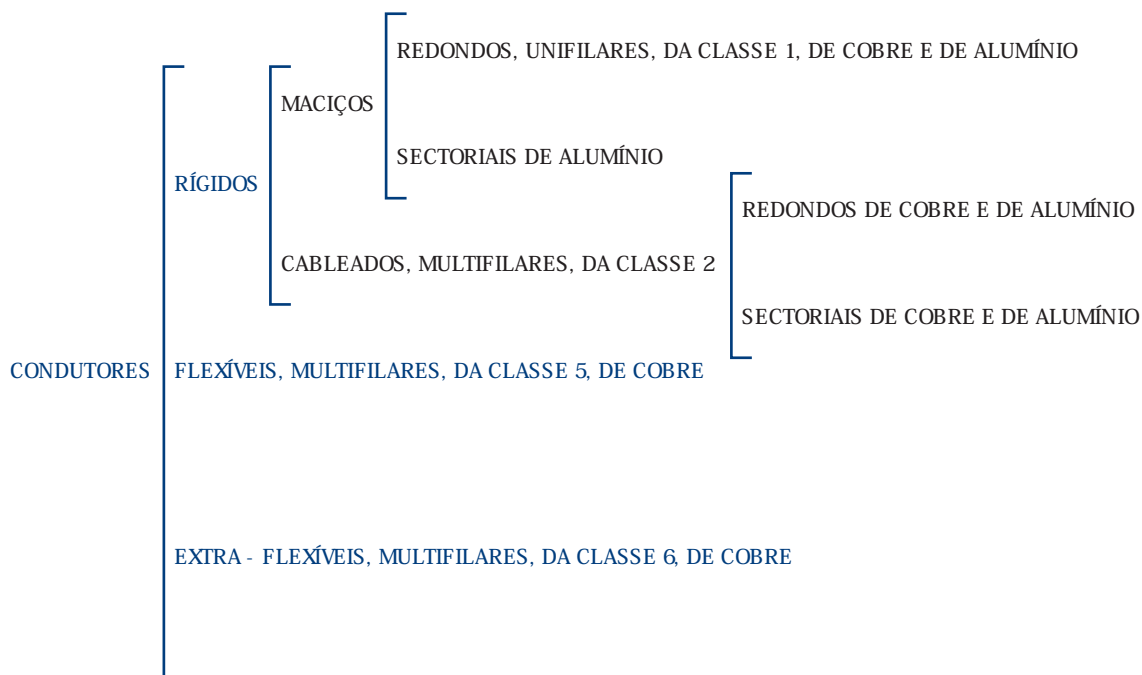 REDONDOS, UNIFILARES, DA CLASSE 1, DE COBRE E DE ALUMÍNIO
MACIÇOS
SECTORIAIS DE ALUMÍNIO
RÍGIDOS
REDONDOS DE COBRE E DE ALUMÍNIO
CABLEADOS, MULTIFILARES, DA CLASSE 2
SECTORIAIS DE COBRE E DE ALUMÍNIO
CONDUTORES
FLEXÍVEIS, MULTIFILARES, DA CLASSE 5, DE COBRE
EXTRA - FLEXÍVEIS, MULTIFILARES, DA CLASSE 6, DE COBRE